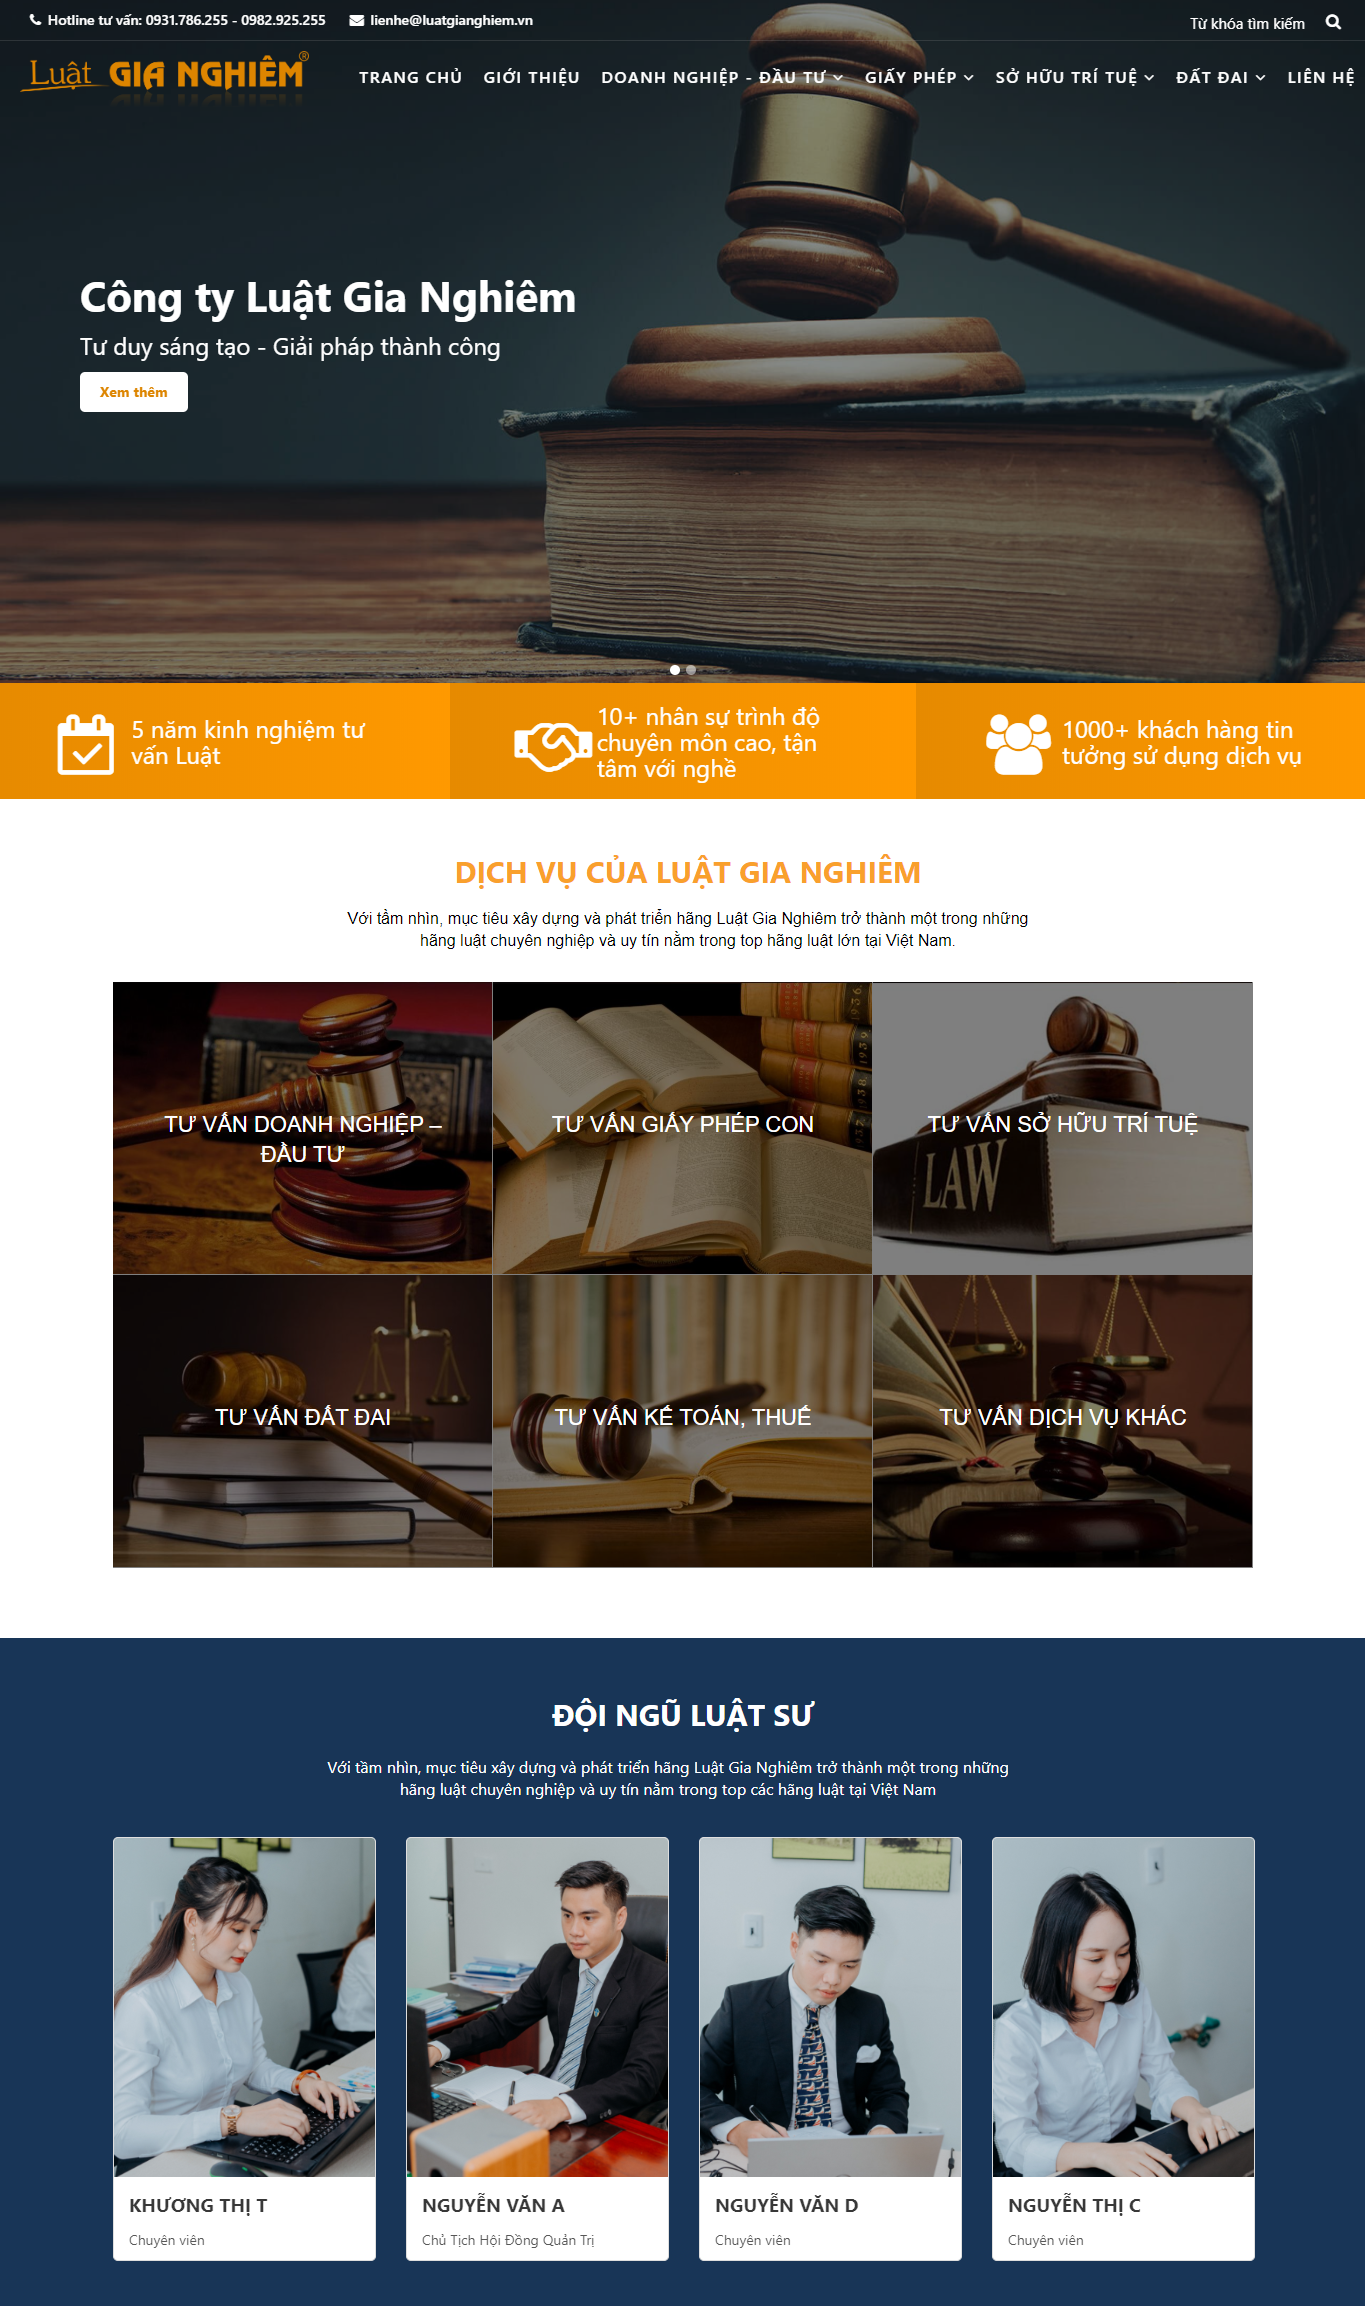 Hotline tư vấn: 0931.786.255 - 0982.925.255
lienhe@luatgianghiem.vn
Từ khóa tìm kiếm
Luật GIA NGHIÊM®
TRANG CHỦ
GIỚI THIỆU
DOANH NGHIỆP - ĐẦU TƯ
GIẤY PHÉP
SỞ HỮU TRÍ TUỆ
ĐẤT ĐAI
LIÊN HỆ
Công ty Luật Gia Nghiêm
Tư duy sáng tạo - Giải pháp thành công
Xem thêm
5 năm kinh nghiệm tư
vấn Luật
10+ nhân sự trình độ
chuyên môn cao, tận
tâm với nghề
1000+ khách hàng tin
tưởng sử dụng dịch vụ
DỊCH VỤ CỦA LUẬT GIA NGHIÊM
Với tầm nhìn, mục tiêu xây dựng và phát triển hãng Luật Gia Nghiêm trở thành một trong những
hãng luật chuyên nghiệp và uy tín nằm trong top hãng luật lớn tại Việt Nam.
TƯ VẤN DOANH NGHIỆP –
ĐẦU TƯ
TƯ VẤN GIẤY PHÉP CON
TƯ VẤN SỞ HỮU TRÍ TUỆ
LAW
TƯ VẤN ĐẤT ĐAI
TƯ VẤN KẾ TOÁN, THUẾ
TƯ VẤN DỊCH VỤ KHÁC
ĐỘI NGŨ LUẬT SƯ
Với tầm nhìn, mục tiêu xây dựng và phát triển hãng Luật Gia Nghiêm trở thành một trong những
hãng luật chuyên nghiệp và uy tín nằm trong top các hãng luật tại Việt Nam
KHƯƠNG THỊ T
Chuyên viên
NGUYỄN VĂN A
Chủ Tịch Hội Đồng Quản Trị
NGUYỄN VĂN D
Chuyên viên
NGUYỄN THỊ C
Chuyên viên